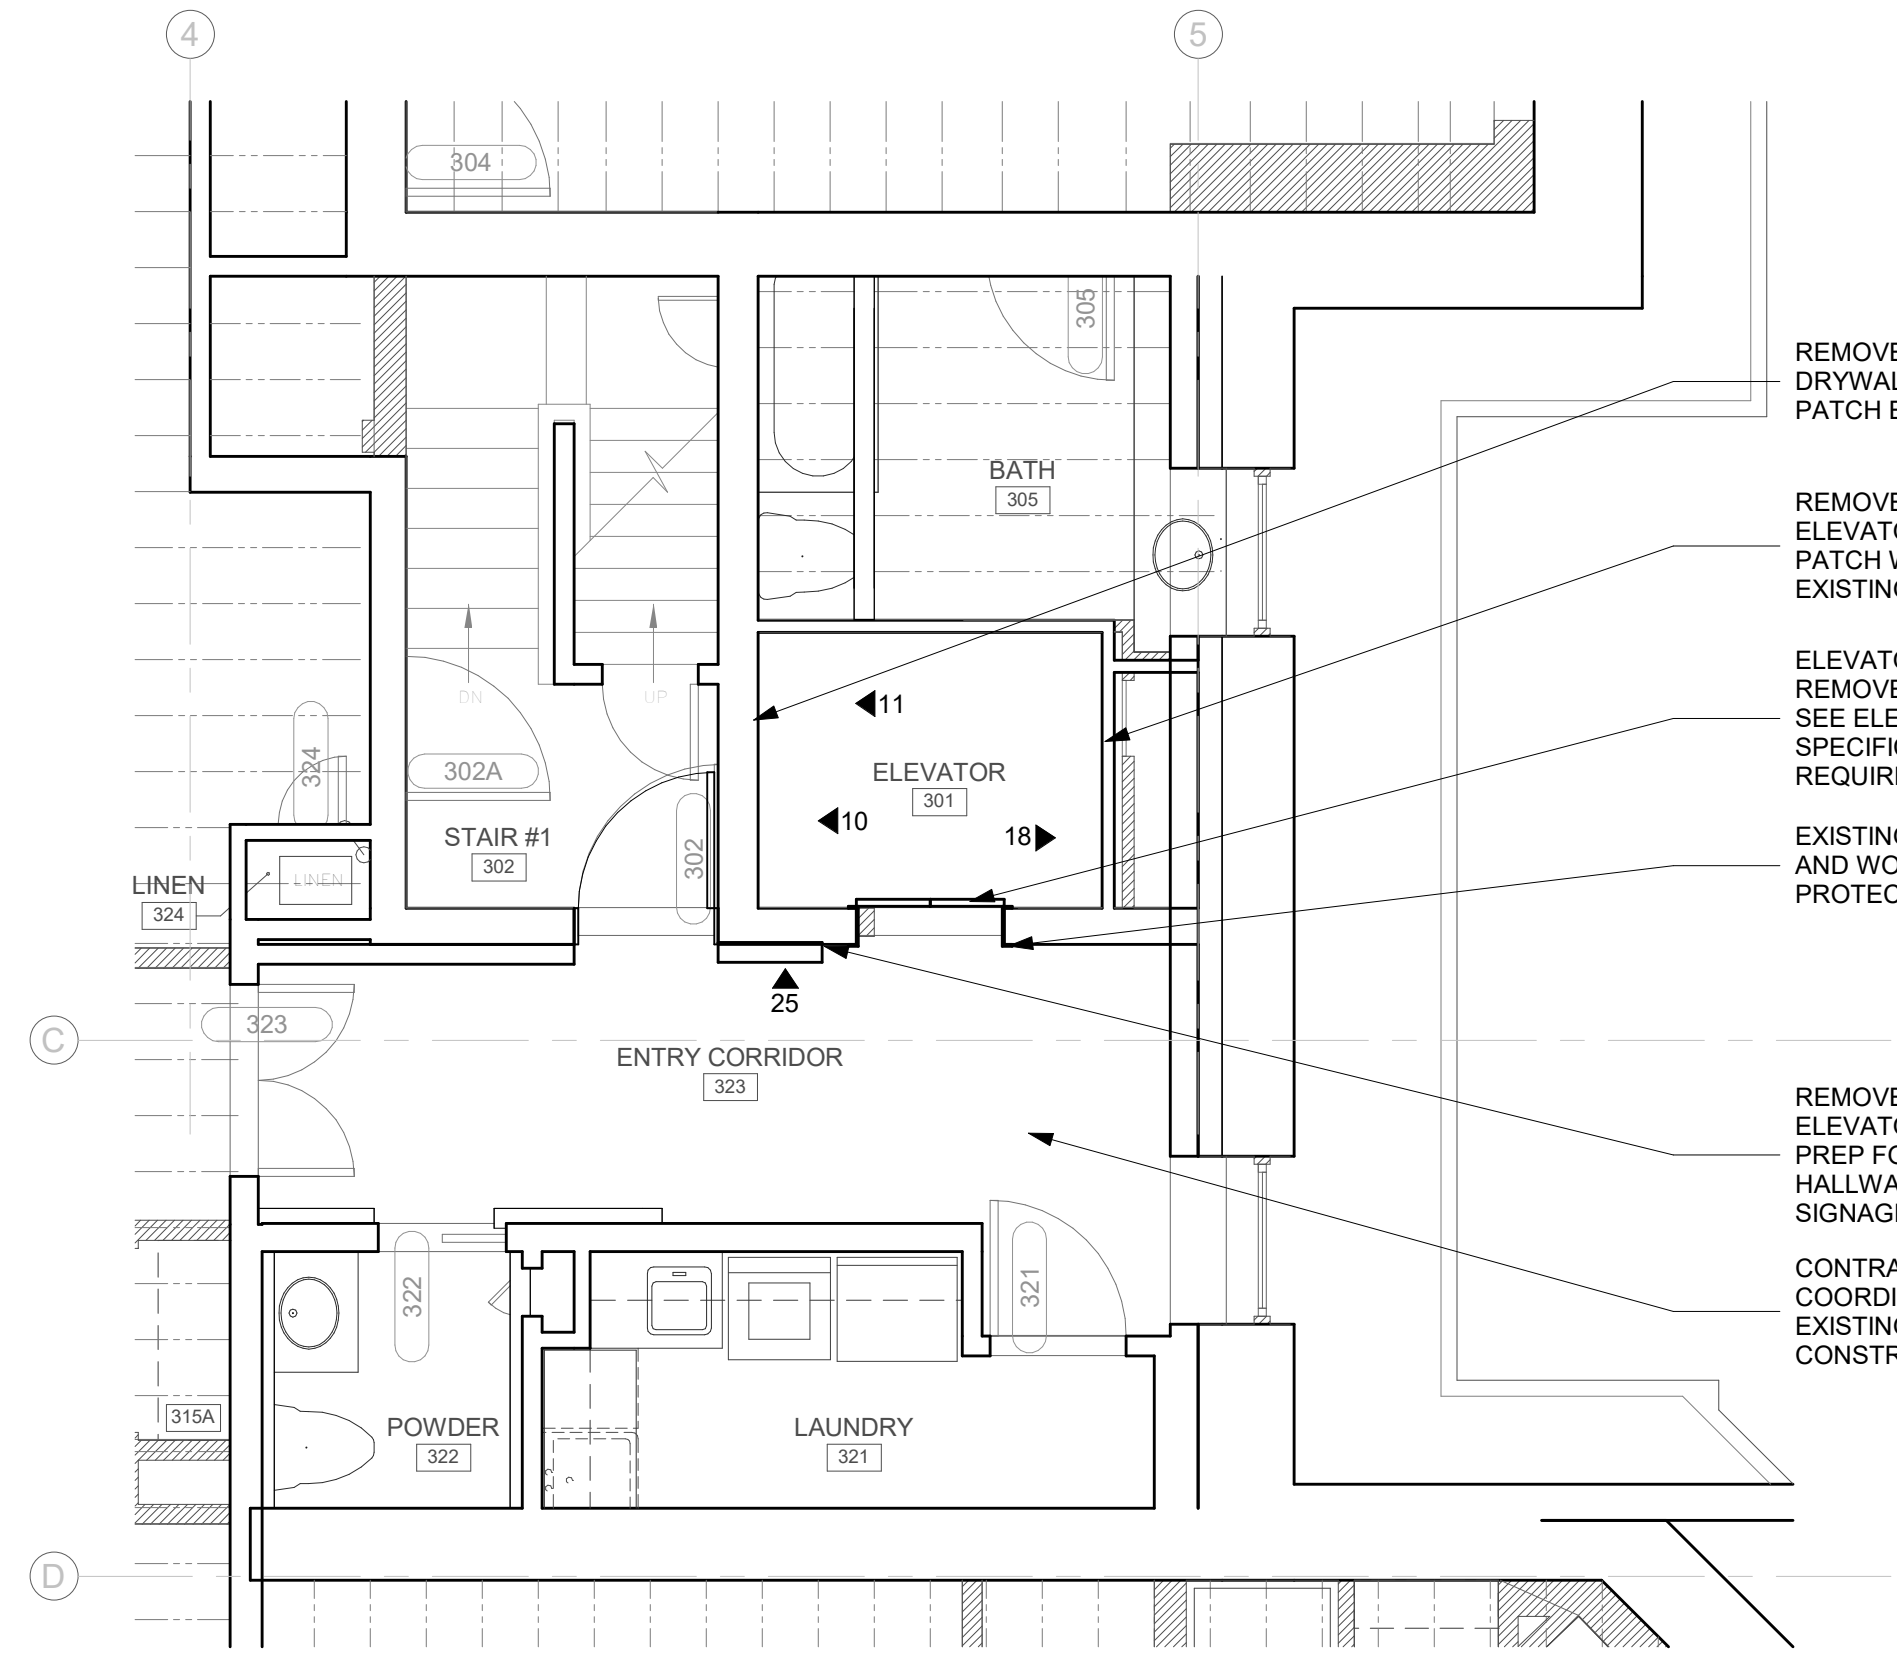 4
5
304
305
REMOVE
DRYWAL
PATCH E
BATH
305
REMOVE
ELEVATO
PATCH W
EXISTING
ELEVATO
REMOVE
SEE ELE
SPECIFIC
REQUIRE
DN
UP
11
324
302A
ELEVATOR
301
10
18
STAIR #1
302
302
EXISTING
AND WO
PROTEC
LINEN
324
LINEN
25
323
C
ENTRY CORRIDOR
323
REMOVE
ELEVATO
PREP FO
HALLWA
SIGNAGE
CONTRA
COORDI
EXISTING
CONSTR
322
321
315A
POWDER
322
LAUNDRY
321
D